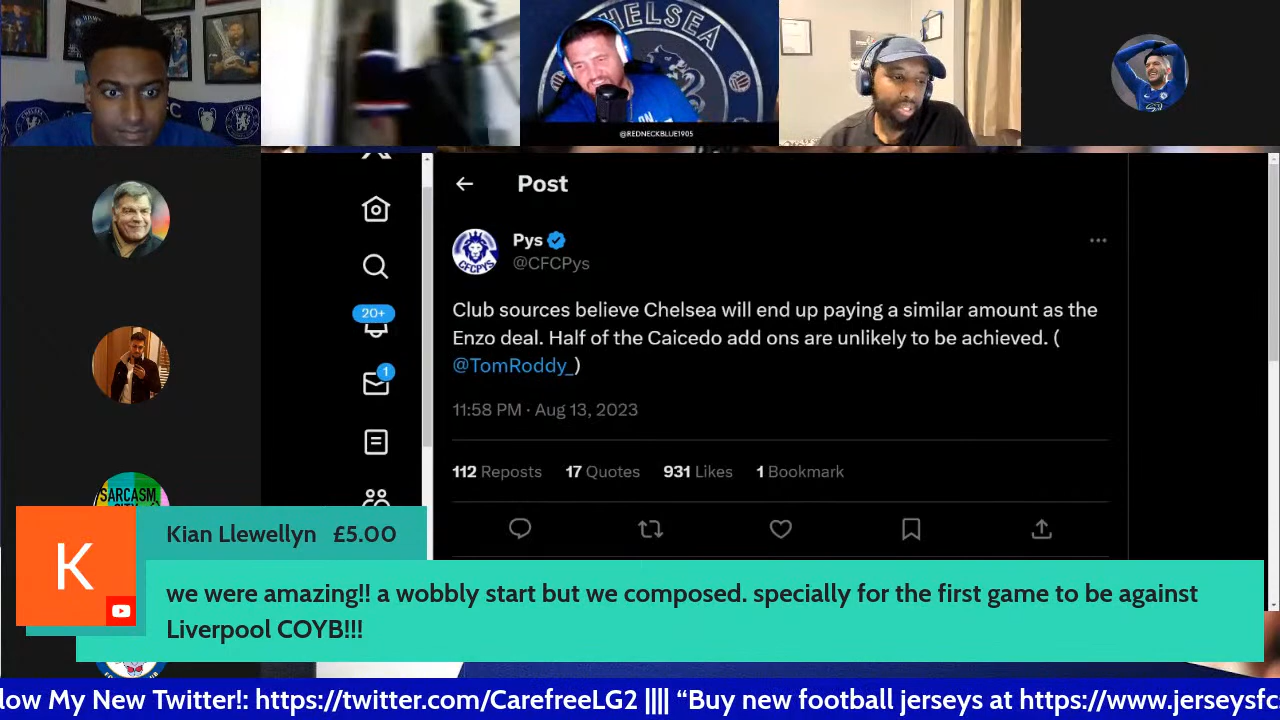 CHELSEA
@REDNECKBLUE1905
Post
Pys
@CFCPys
CFCPYS
Club sources believe Chelsea will end up paying a similar amount as the
Enzo deal. Half of the Caicedo add ons are unlikely to be achieved. (
@TomRoddy_)
11:58 PM · Aug 13, 2023
112 Reposts 17 Quotes 931 Likes 1 Bookmark
20+
1
SARCASM
K
Kian Llewellyn £5.00
we were amazing!! a wobbly start but we composed. specially for the first game to be against
Liverpool COYB!!!
low My New Twitter!: https://twitter.com/CarefreeLG2 |||| “Buy new football jerseys at https://www.jerseysfc